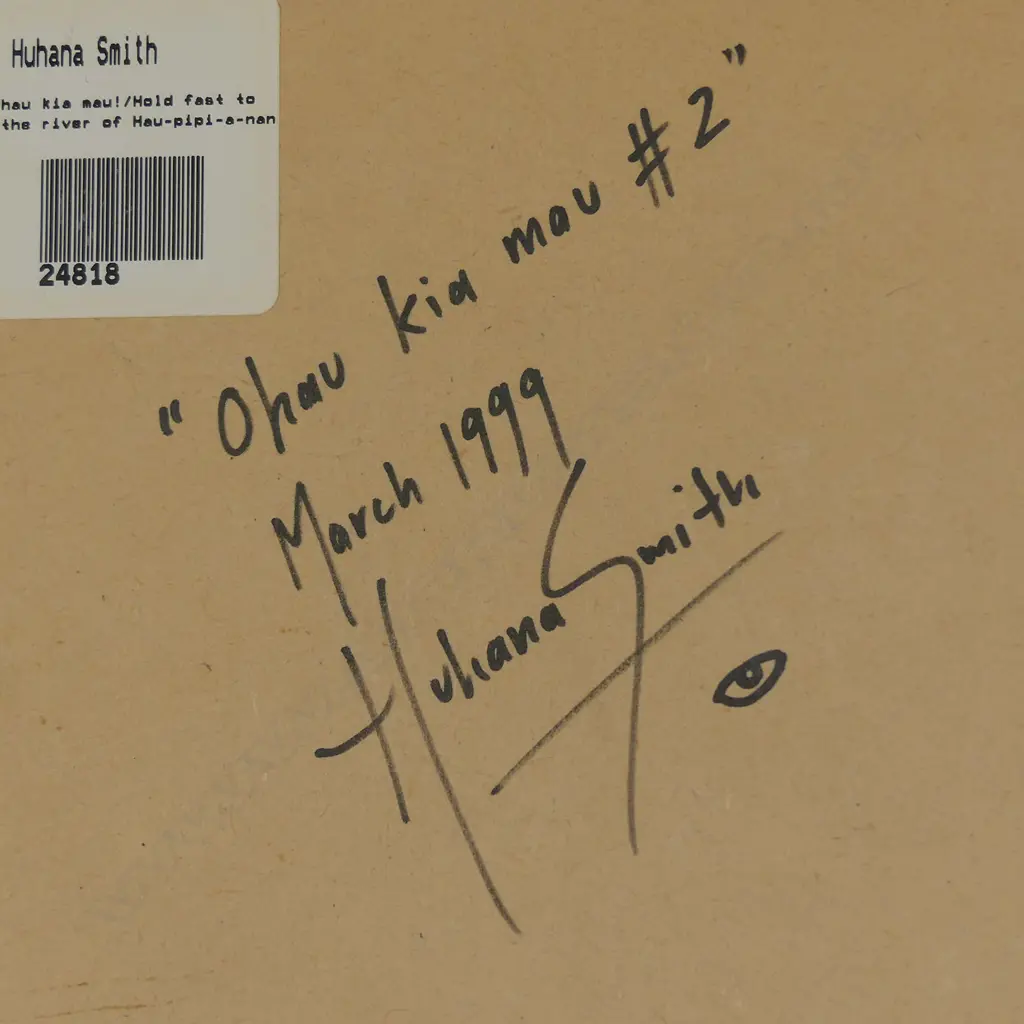 Huhana Smith
hau kia mau!/Hold fast to
the river of Hau-pipi-a-nan
24818
"Ohau kia mau #2"
March 1999
Huhana Smith